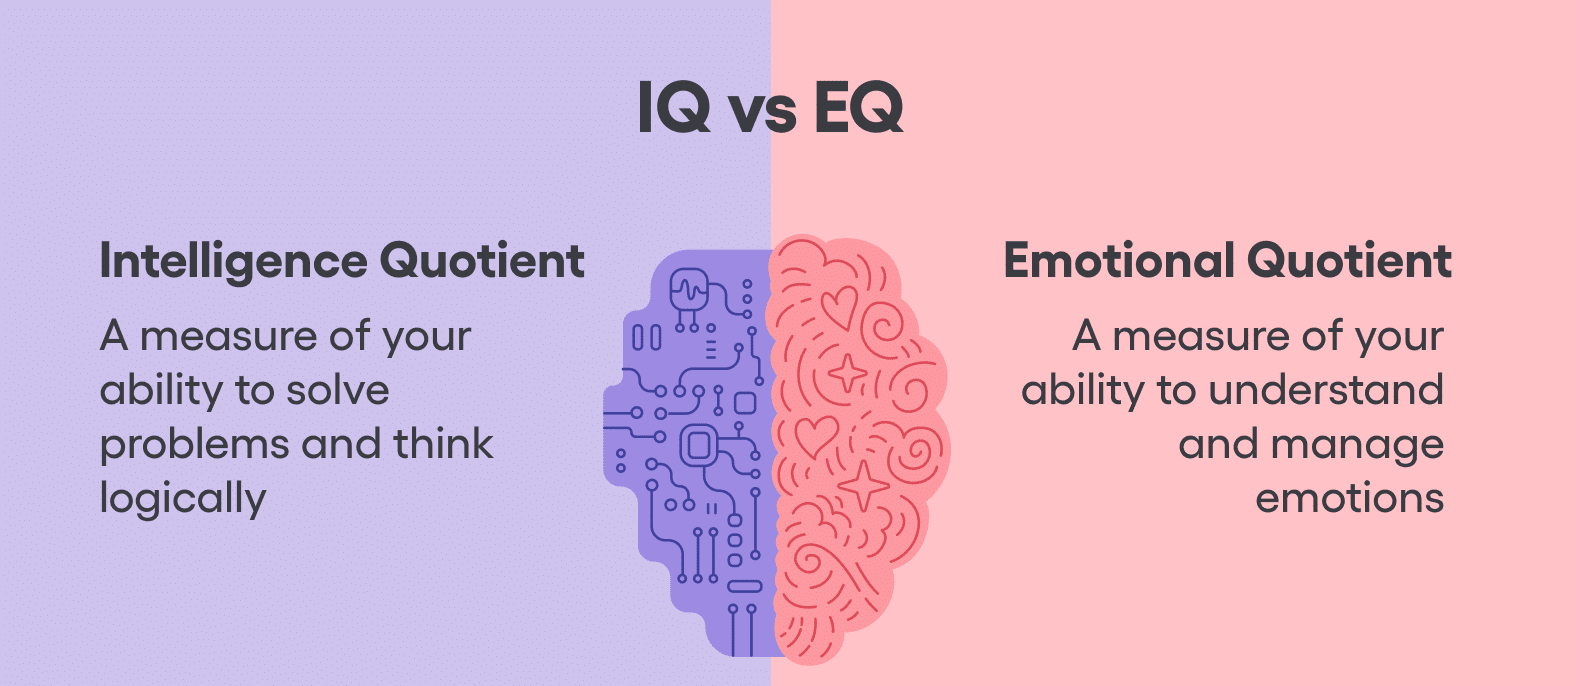 IQ vs EQ
Intelligence Quotient
A measure of your
ability to solve
problems and think
logically
Emotional Quotient
A measure of your
ability to understand
and manage
emotions